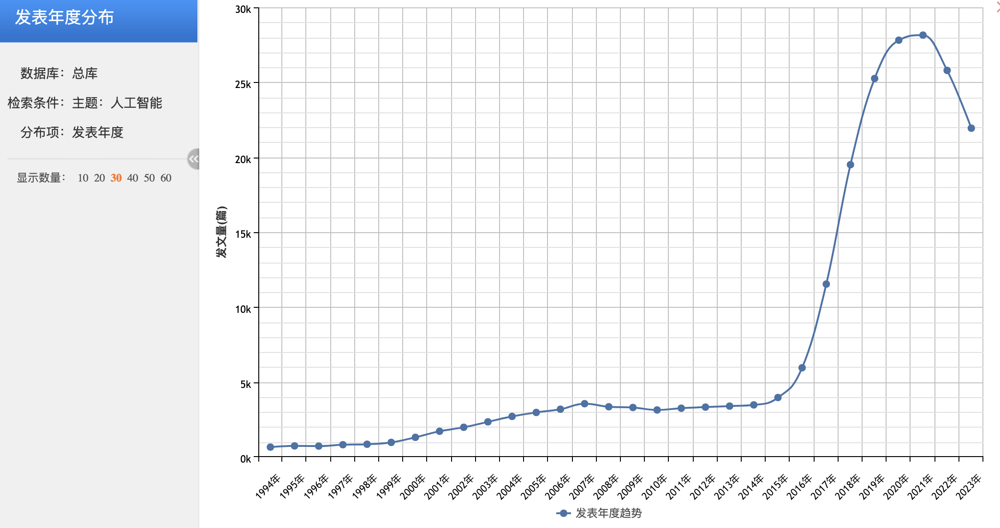 发表年度分布
数据库：总库
检索条件：主题：人工智能
分布项：发表年度
显示数量： 10 20 30 40 50 60
发文量(篇)
30k
25k
20k
15k
10k
5k
0k
1994年 1995年 1996年 1997年 1998年 1999年 2000年 2001年 2002年 2003年 2004年 2005年 2006年 2007年 2008年 2009年 2010年 2011年 2012年 2013年 2014年 2015年 2016年 2017年 2018年 2019年 2020年 2021年 2022年 2023年
发表年度趋势